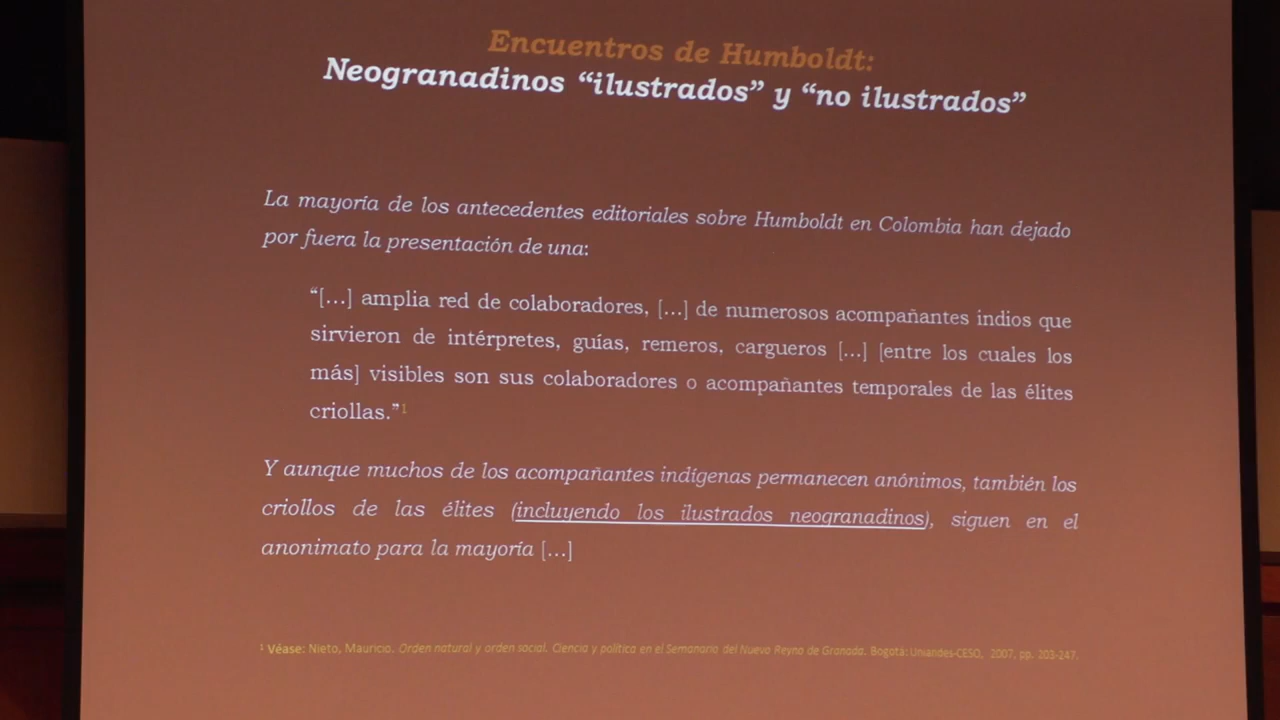 Encuentros de Humboldt:
Neogranadinos “ilustrados” y “no ilustrados”
La mayoría de los antecedentes editoriales sobre Humboldt en Colombia han dejado
por fuera la presentación de una:
“[...] amplia red de colaboradores, [...] de numerosos acompañantes indios que
sirvieron de intérpretes, guías, remeros, cargueros [...] [entre los cuales los
más] visibles son sus colaboradores o acompañantes temporales de las élites
criollas.”1
Y aunque muchos de los acompañantes indígenas permanecen anónimos, también los
criollos de las élites (incluyendo los ilustrados neogranadinos), siguen en el
anonimato para la mayoría [...]
1 Véase: Nieto, Mauricio. Orden natural y orden social. Ciencia y política en el Semanario del Nuevo Reyno de Granada. Bogotá: Uniandes-CESO, 2007, pp. 203-247.